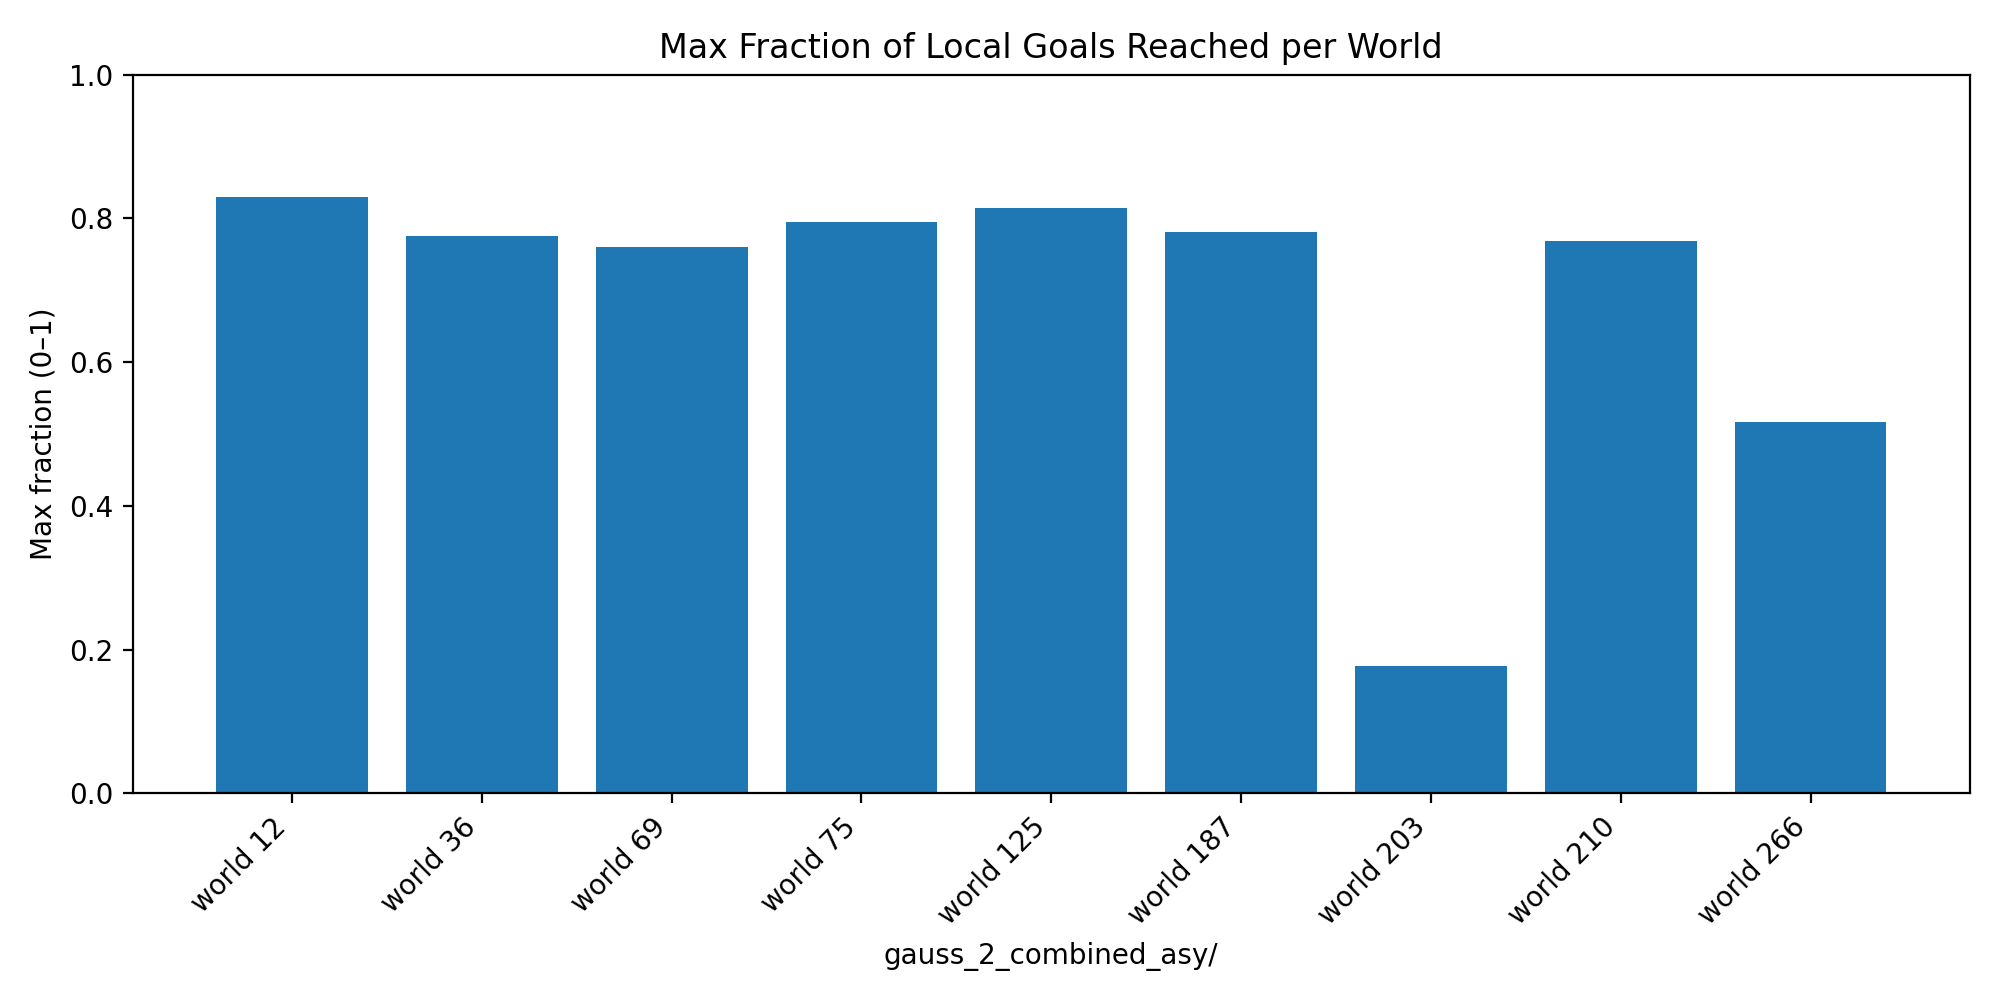 Max Fraction of Local Goals Reached per World
Max fraction (0–1)
1.0
0.8
0.6
0.4
0.2
0.0
world 12
world 36
world 69
world 75
world 125
world 187
world 203
world 210
world 266
gauss_2_combined_asy/